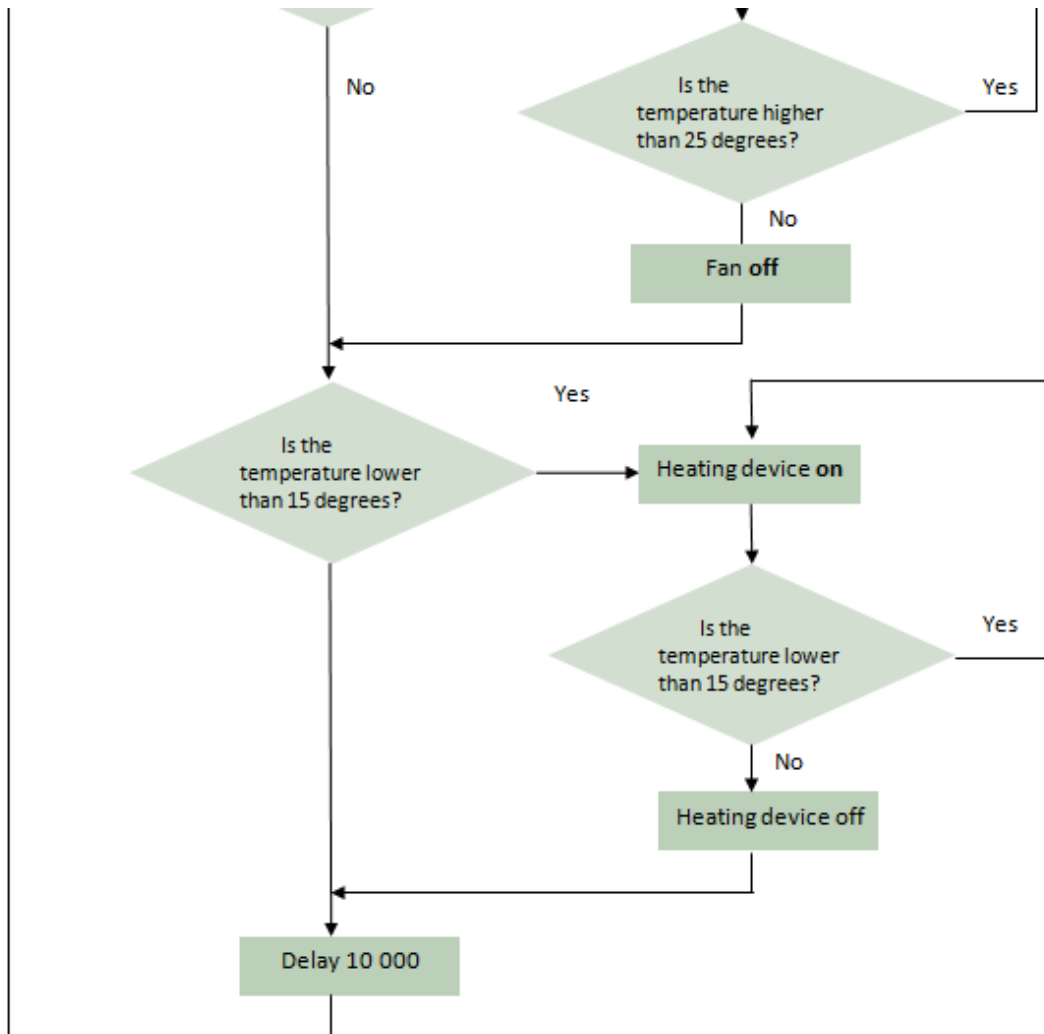 No
Is the
temperature higher
than 25 degrees?
Yes
No
Fan off
Yes
Is the
temperature lower
than 15 degrees?
Heating device on
Is the
temperature lower
than 15 degrees?
Yes
No
Heating device off
Delay 10 000